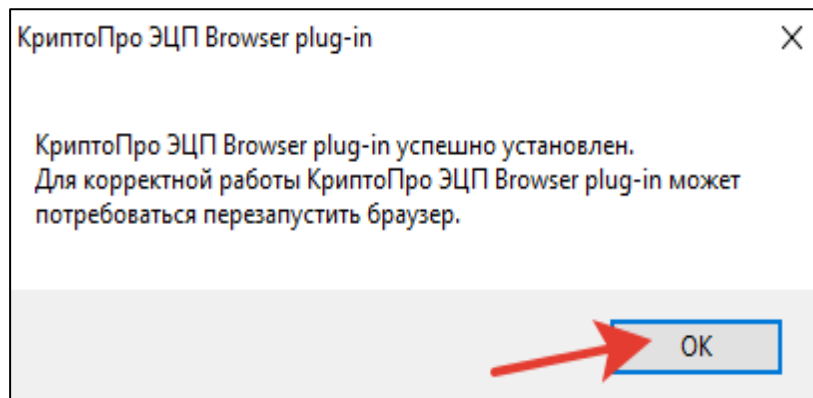 КриптоПро ЭЦП Browser plug-in
КриптоПро ЭЦП Browser plug-in успешно установлен.
Для корректной работы КриптоПро ЭЦП Browser plug-in может
потребоваться перезапустить браузер.
OK